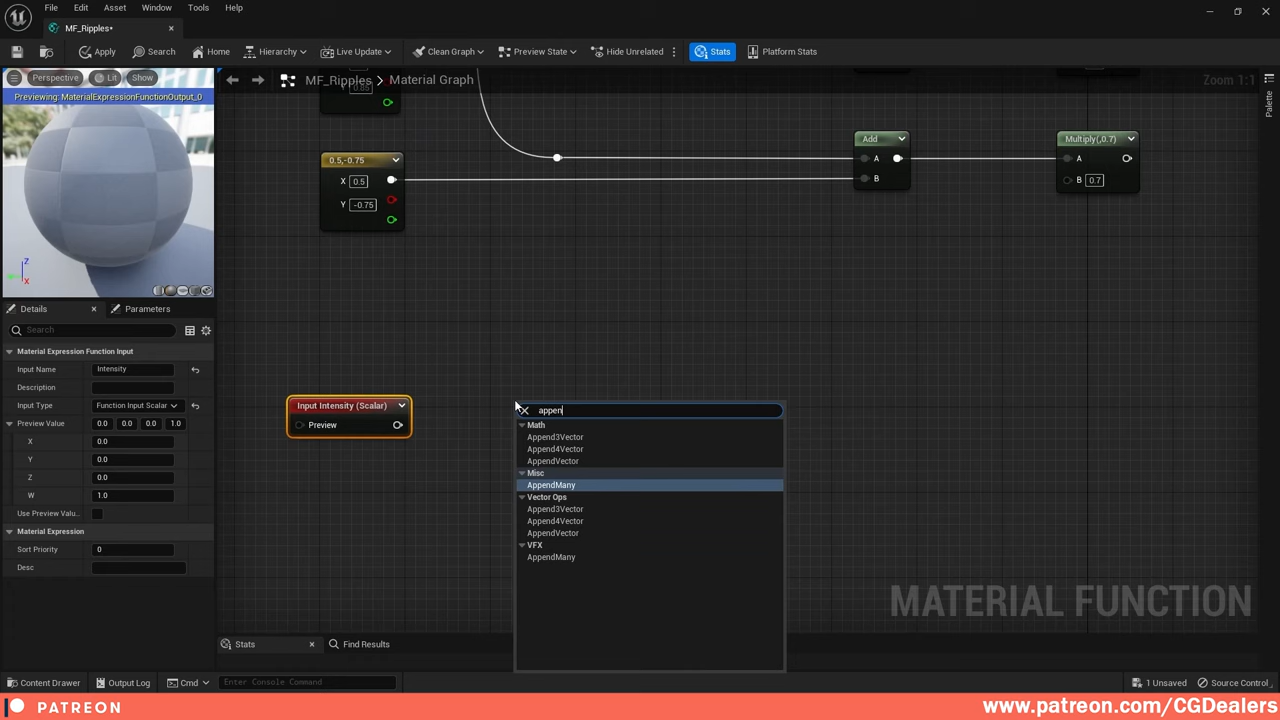 File Edit Asset Window Tools Help
MF_Ripples•
Apply Search Home Hierarchy Live Update Clean Graph Preview State Hide Unrelated Stats Platform Stats
Perspective Lit Show
MF_Ripples Material Graph Zoom 1:1
Palette
Previewing: MaterialExpressionFunctionOutput_0
Y 0.85
Add
A
B
Multiply(,0.7)
A
B 0.7
0.5,-0.75
X 0.5
Y -0.75
Z
X
Details Parameters
Search
Material Expression Function Input
Input Name Intensity
Description
Input Type Function Input Scalar
Preview Value 0.0 0.0 0.0 1.0
X 0.0
Y 0.0
Z 0.0
W 1.0
Use Preview Valu
Material Expression
Sort Priority 0
Desc
Input Intensity (Scalar)
Preview
appen
Math
Append3Vector
Append4Vector
AppendVector
Misc
AppendMany
Vector Ops
Append3Vector
Append4Vector
AppendVector
VFX
AppendMany
MATERIAL FUNCTION
Stats Find Results
Content Drawer Output Log Cmd Enter Console Command 1 Unsaved Source Control
PATREON www.patreon.com/CGDealers